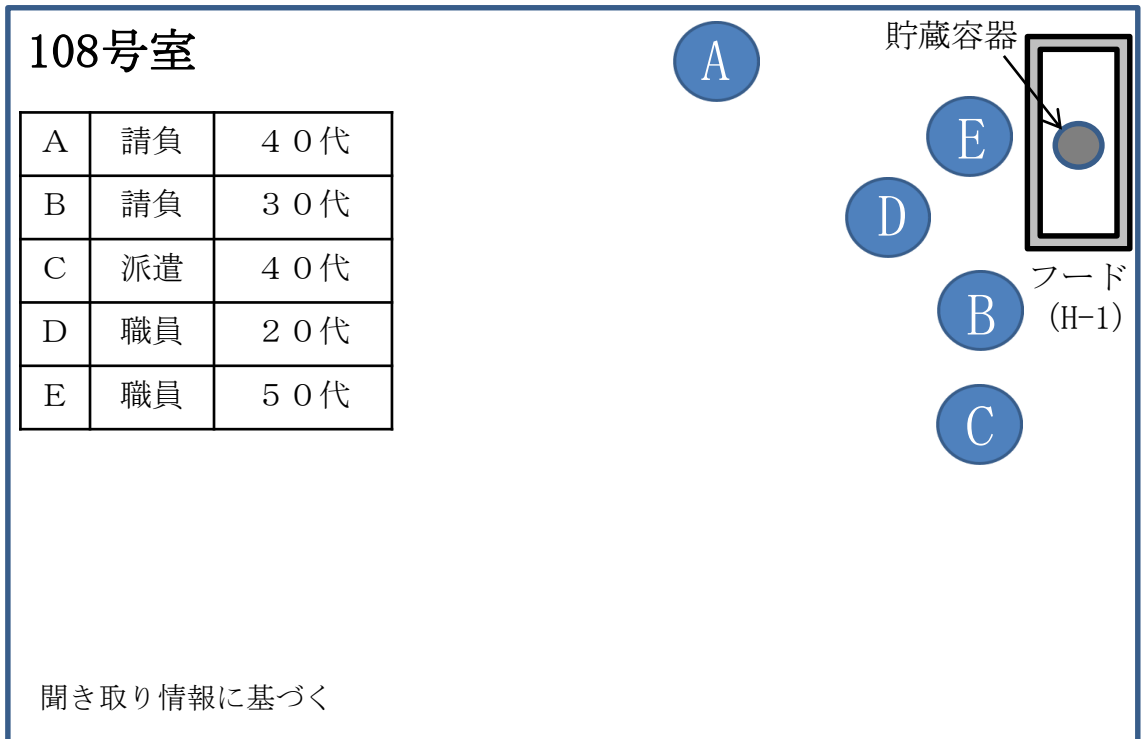 108号室
A 請負 ４０代
B 請負 ３０代
C 派遣 ４０代
D 職員 ２０代
E 職員 ５０代
A
貯蔵容器
E
D
フード
(H-1)
B
C
聞き取り情報に基づく